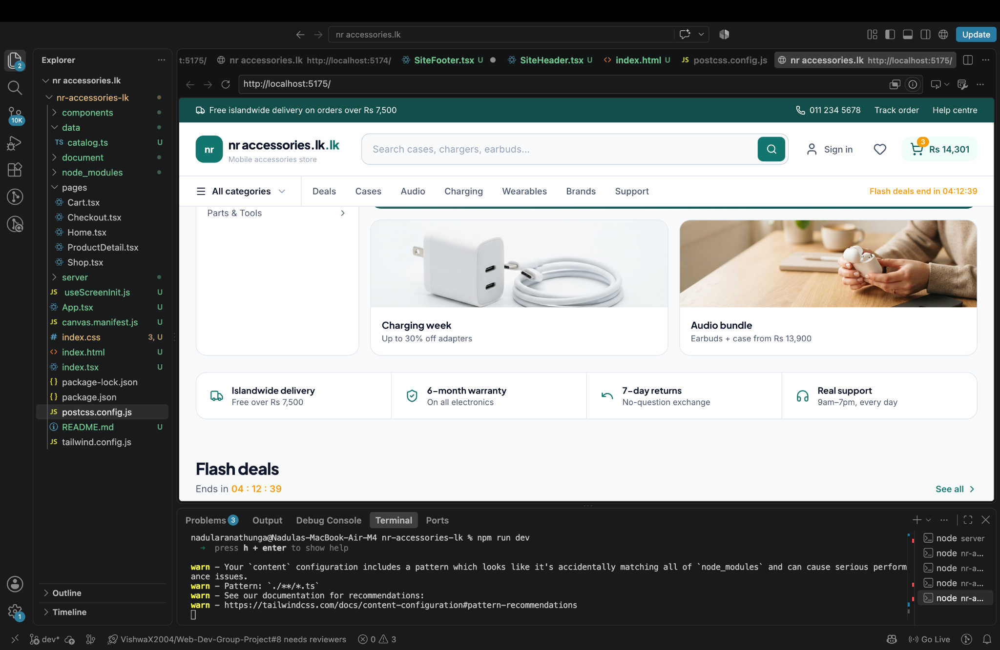 nr accessories.lk
Update
2
10K
1
Explorer
nr accessories.lk
nr-accessories-lk
components
data
TS catalog.ts U
document
node_modules
pages
Cart.tsx
Checkout.tsx
Home.tsx
ProductDetail.tsx
Shop.tsx
server
JS useScreenInit.js U
App.tsx U
JS canvas.manifest.js U
# index.css 3, U
<> index.html U
index.tsx U
{} package-lock.json
{} package.json
JS postcss.config.js
README.md U
JS tailwind.config.js
Outline
Timeline
t:5175/ nr accessories.lk http://localhost:5174/ SiteFooter.tsx U SiteHeader.tsx U <> index.html U JS postcss.config.js nr accessories.lk http://localhost:5175/
http://localhost:5175/
Free islandwide delivery on orders over Rs 7,500
011 234 5678 Track order Help centre
nr
nr accessories.lk.lk
Mobile accessories store
Search cases, chargers, earbuds...
Sign in
3
Rs 14,301
All categories Deals Cases Audio Charging Wearables Brands Support Flash deals end in 04:12:39
Parts & Tools
Charging week
Up to 30% off adapters
Audio bundle
Earbuds + case from Rs 13,900
Islandwide delivery
Free over Rs 7,500
6-month warranty
On all electronics
7-day returns
No-question exchange
Real support
9am–7pm, every day
Flash deals
Ends in 04 : 12 : 39
See all
Problems 3 Output Debug Console Terminal Ports
nadularanathunga@Nadulas-MacBook-Air-M4 nr-accessories-lk % npm run dev
➜ press h + enter to show help
warn - Your `content` configuration includes a pattern which looks like it's accidentally matching all of `node_modules` and can cause serious perform
ance issues.
warn - Pattern: `./**/*.ts`
warn - See our documentation for recommendations:
warn - https://tailwindcss.com/docs/content-configuration#pattern-recommendations
node server
node nr-a...
node nr-a...
node nr-a...
node nr-a...
dev* VishwaX2004/Web-Dev-Group-Project#8 needs reviewers 0 3 Go Live